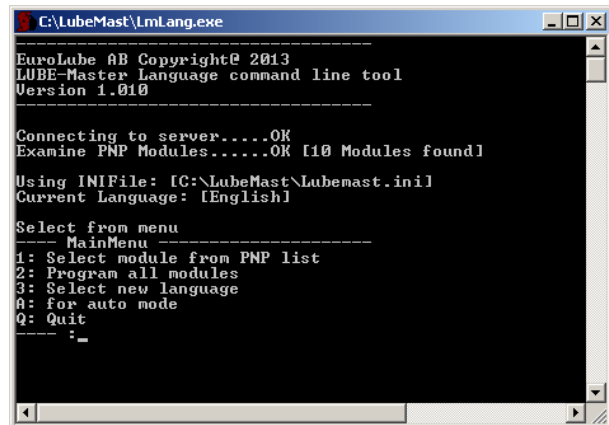 C:\LubeMast\LmLang.exe
------------------------------------
EuroLube AB Copyright@ 2013
LUBE-Master Language command line tool
Version 1.010
------------------------------------
Connecting to server.....OK
Examine PNP Modules......OK [10 Modules found]
Using INIFile: [C:\LubeMast\Lubemast.ini]
Current Language: [English]
Select from menu
---- MainMenu ---------------------
1: Select module from PNP list
2: Program all modules
3: Select new language
A: for auto mode
Q: Quit
---- :_